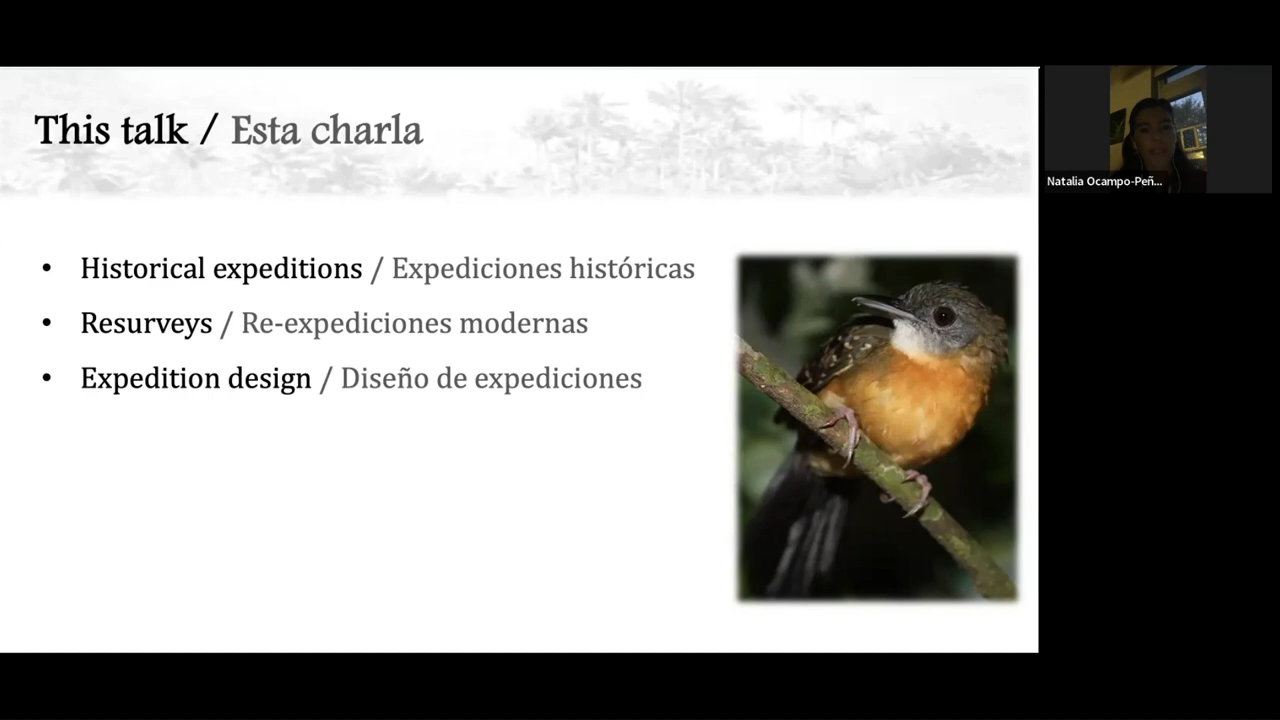 This talk / Esta charla
Natalia Ocampo-Peñ...
• Historical expeditions / Expediciones históricas
• Resurveys / Re-expediciones modernas
• Expedition design / Diseño de expediciones